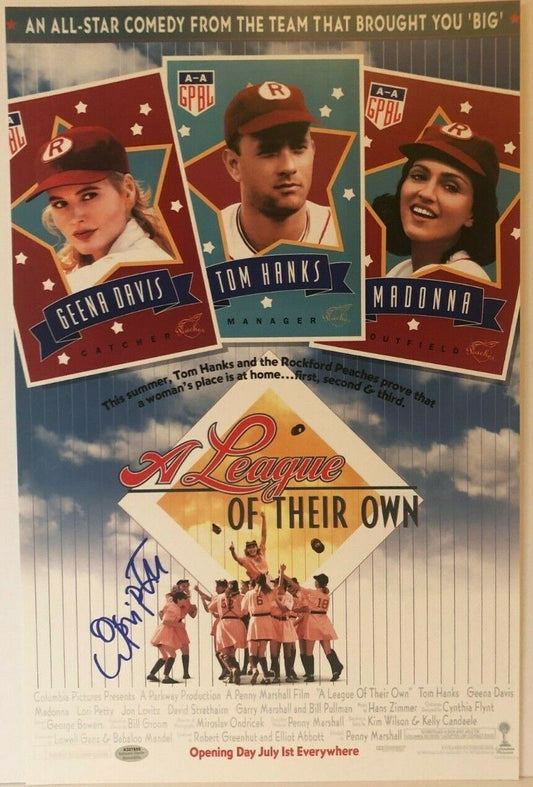 AN ALL-STAR COMEDY FROM THE TEAM THAT BROUGHT YOU 'BIG'
A-A
GPBL
R
GEENA DAVIS
CATCHER
Peaches
A-A
GPBL
R
TOM HANKS
MANAGER
A-A
GPBL
R
MADONNA
OUTFIELD
Peaches
This summer, Tom Hanks and the Rockford Peaches prove that
a woman's place is at home...first, second & third.
A League
OF THEIR OWN
6
18
Columbia Pictures Presents A Parkway Production A Penny Marshall Film "A League Of Their Own" Tom Hanks Geena Davis
Madonna Lori Petty Jon Lovitz David Strathairn Garry Marshall and Bill Pullman Hans Zimmer Cynthia Flynt
George Bowers Bill Groom Miroslav Ondricek Penny Marshall Kim Wilson & Kelly Candaele
Lowell Ganz & Babaloo Mandel Robert Greenhut and Elliot Abbott Penny Marshall
Opening Day July 1st Everywhere